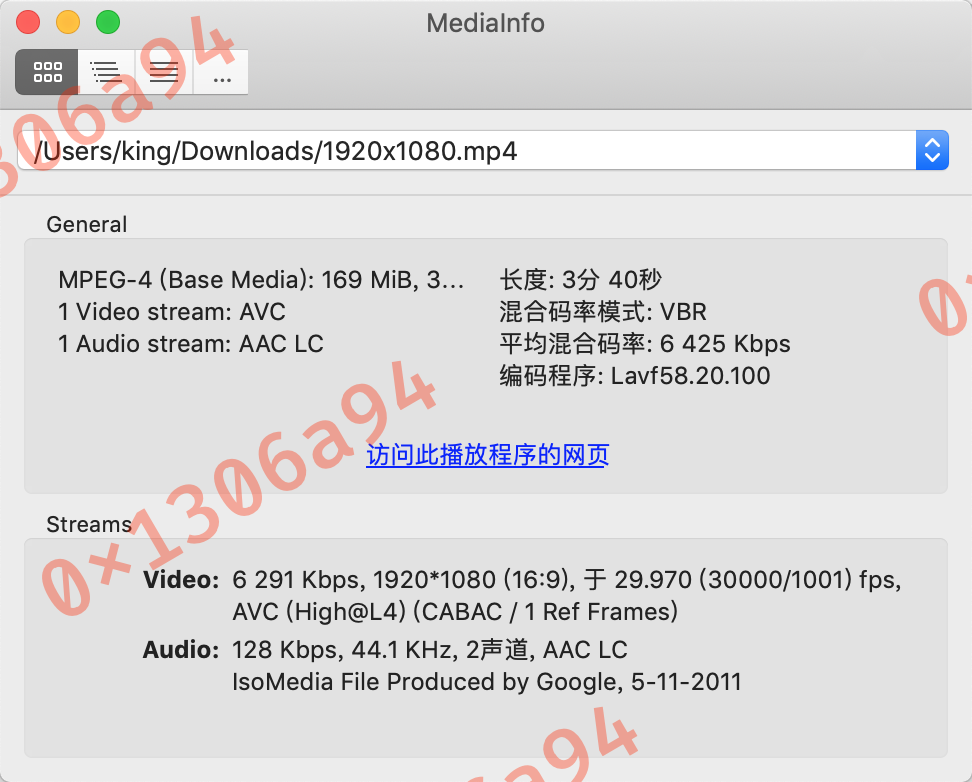 MediaInfo
...
/Users/king/Downloads/1920x1080.mp4
General
MPEG-4 (Base Media): 169 MiB, 3...
1 Video stream: AVC
1 Audio stream: AAC LC
长度: 3分 40秒
混合码率模式: VBR
平均混合码率: 6 425 Kbps
编码程序: Lavf58.20.100
访问此播放程序的网页
Streams
Video: 6 291 Kbps, 1920*1080 (16:9), 于 29.970 (30000/1001) fps,
AVC (High@L4) (CABAC / 1 Ref Frames)
Audio: 128 Kbps, 44.1 KHz, 2声道, AAC LC
IsoMedia File Produced by Google, 5-11-2011
306a94
0×1306a94
6a94